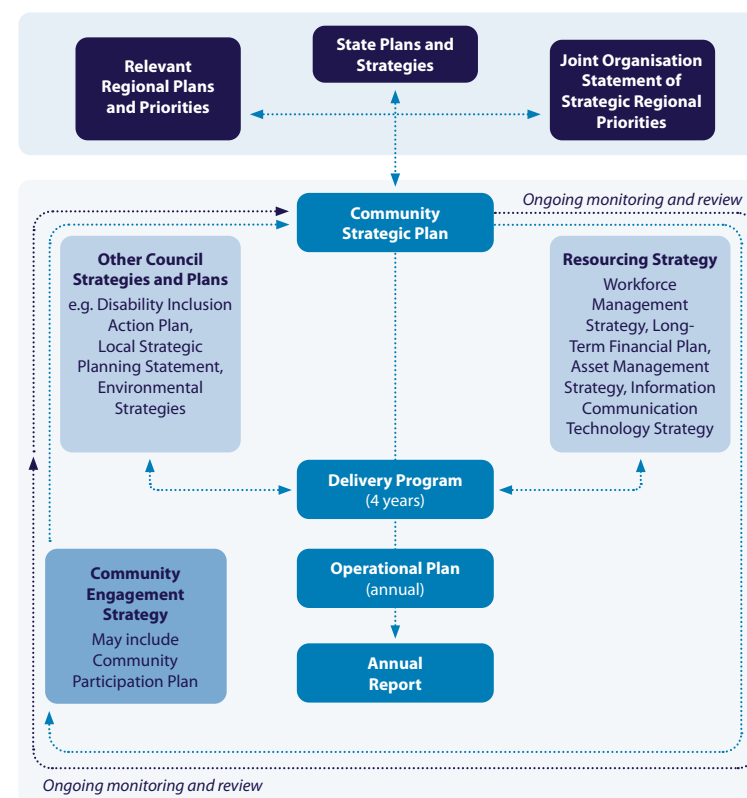 Relevant
Regional Plans
and Priorities
State Plans and
Strategies
Joint Organisation
Statement of
Strategic Regional
Priorities
Ongoing monitoring and review
Community
Strategic Plan
Other Council
Strategies and Plans
e.g. Disability Inclusion
Action Plan,
Local Strategic
Planning Statement,
Environmental
Strategies
Resourcing Strategy
Workforce
Management
Strategy, Long-
Term Financial Plan,
Asset Management
Strategy, Information
Communication
Technology Strategy
Delivery Program
(4 years)
Community
Engagement
Strategy
May include
Community
Participation Plan
Operational Plan
(annual)
Annual
Report
Ongoing monitoring and review